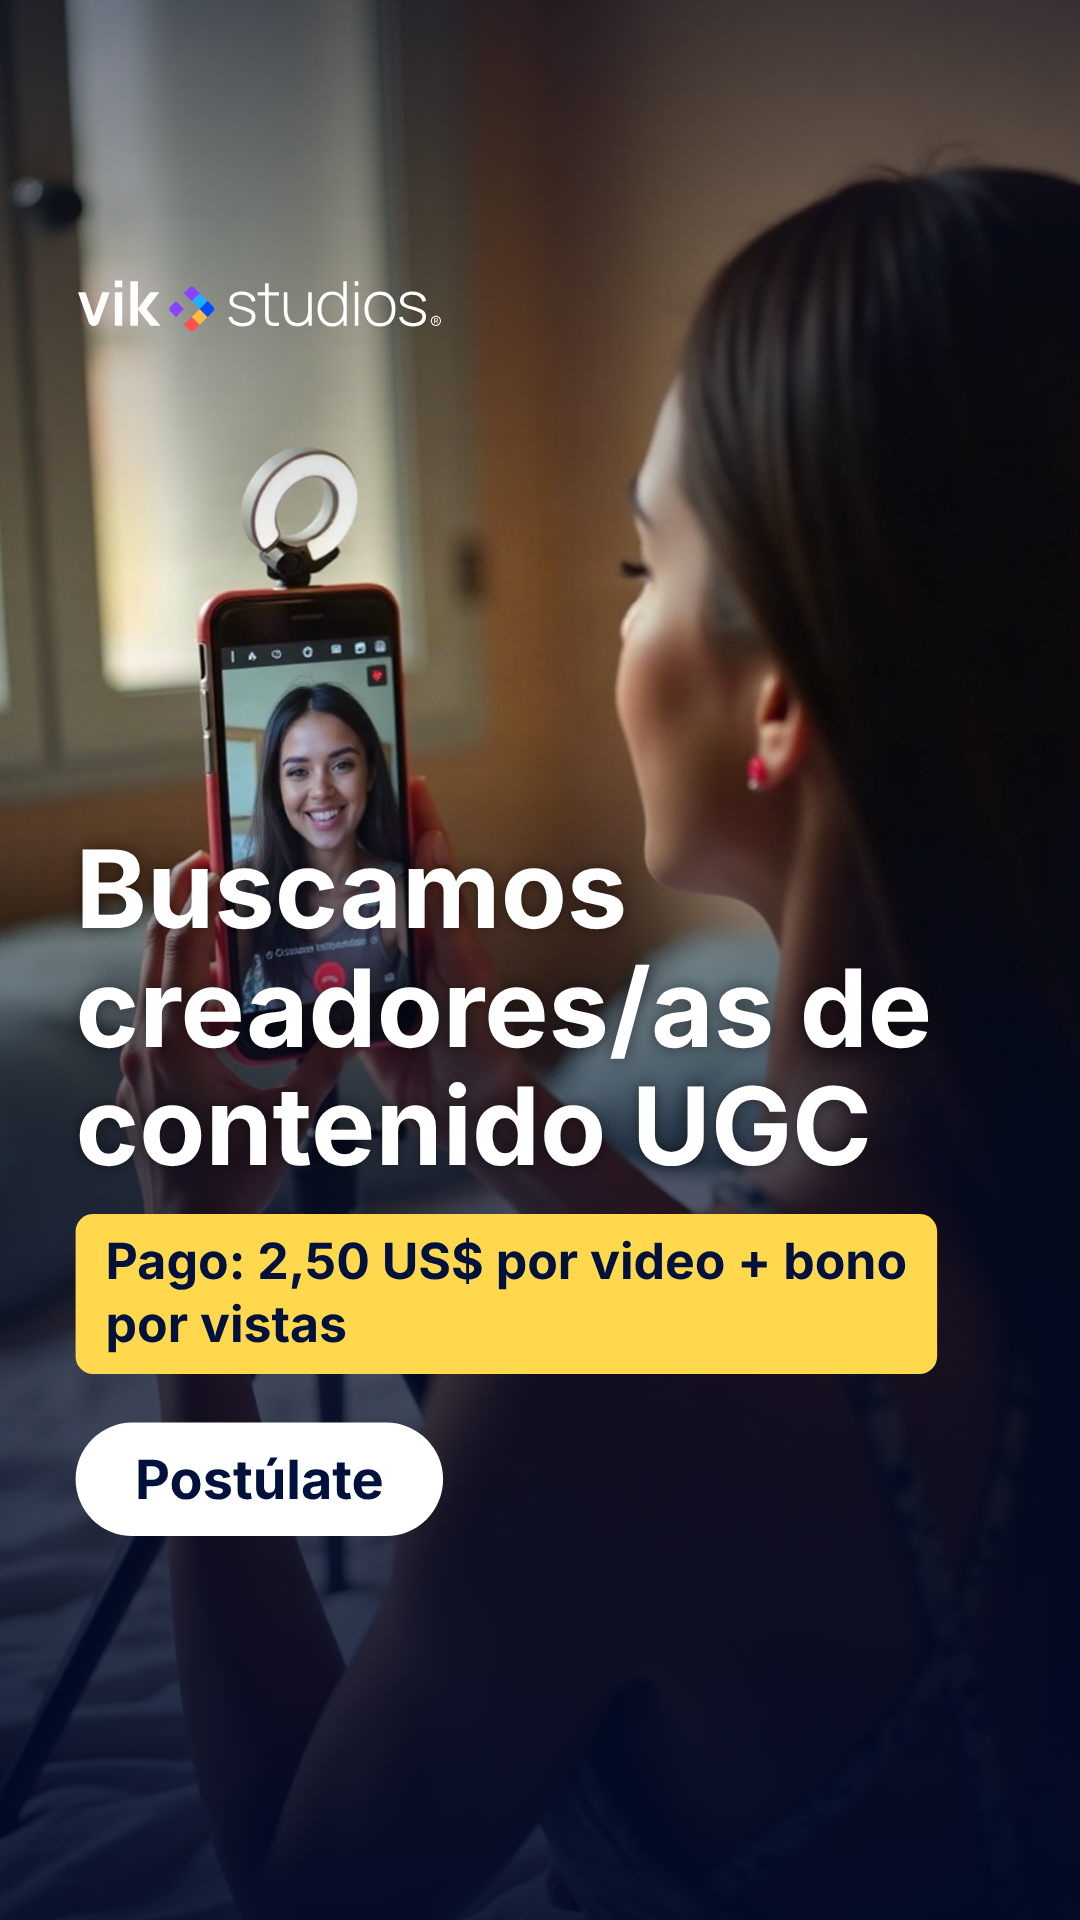 vik studios®
Buscamos
creadores/as de
contenido UGC
Pago: 2,50 US$ por video + bono
por vistas
Postúlate